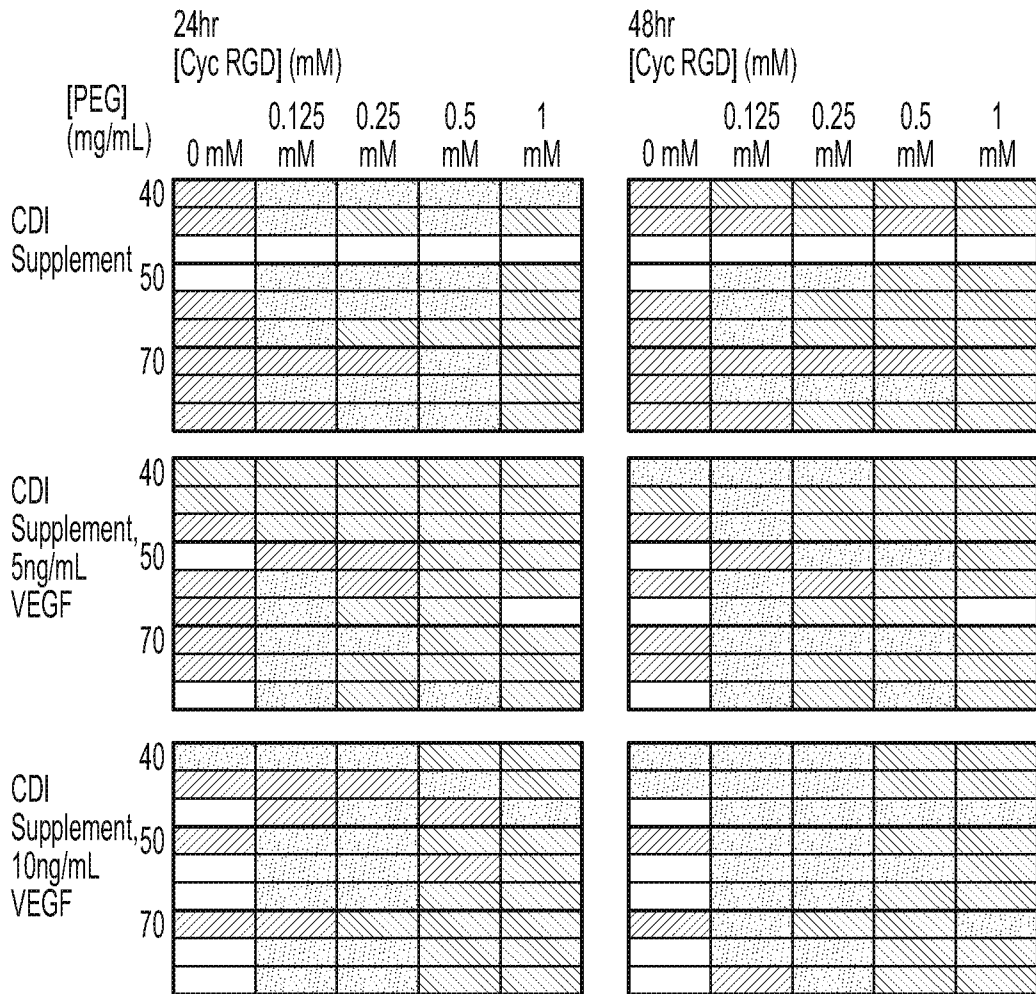 24hr
[Cyc RGD] (mM)
48hr
[Cyc RGD] (mM)
[PEG]
(mg/mL)
0 mM
0.125
mM
0.25
mM
0.5
mM
1
mM
0 mM
0.125
mM
0.25
mM
0.5
mM
1
mM
CDI
Supplement
40
50
70
CDI
Supplement,
5ng/mL
VEGF
40
50
70
CDI
Supplement,
10ng/mL
VEGF
40
50
70